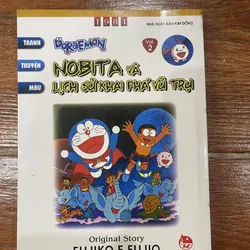 1081
NHÀ XUẤT BẢN KIM ĐỒNG
TRANH
TRUYỆN
MÀU
DORAEMON
VOL
2
NOBITA VÀ
LỊCH SỬ KHAI PHÁ VŨ TRỤ
Original Story
FUJIKO F FUJIO